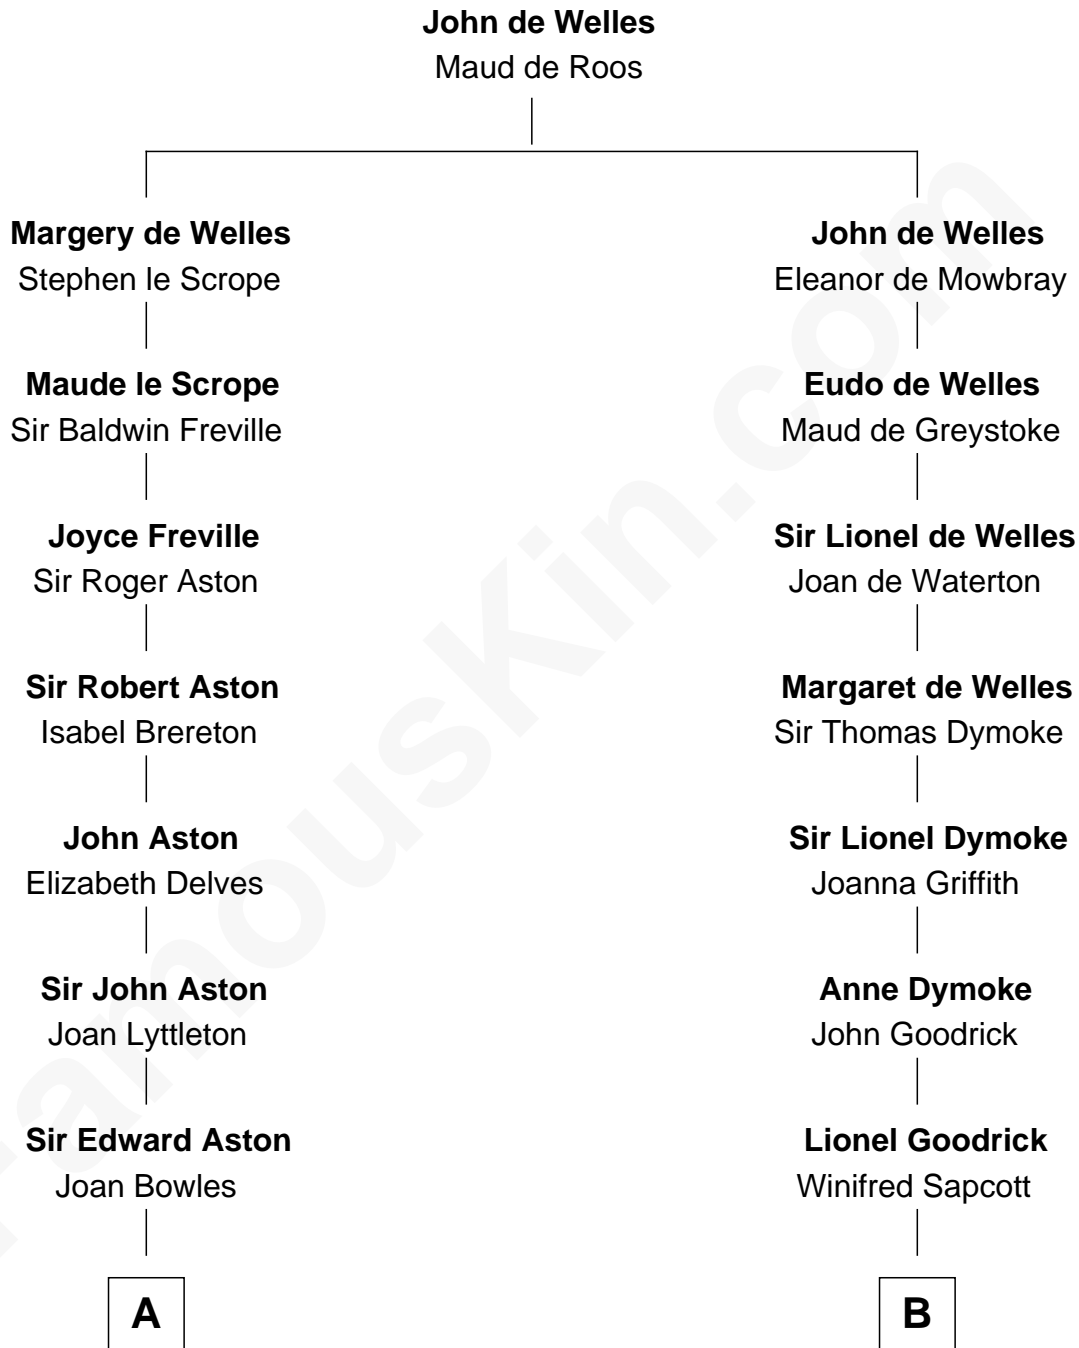 John de Welles
Maud de Roos
Margery de Welles
Stephen le Scrope
John de Welles
Eleanor de Mowbray
Maude le Scrope
Sir Baldwin Freville
Eudo de Welles
Maud de Greystoke
Joyce Freville
Sir Roger Aston
Sir Lionel de Welles
Joan de Waterton
Sir Robert Aston
Isabel Brereton
Margaret de Welles
Sir Thomas Dymoke
John Aston
Elizabeth Delves
Sir Lionel Dymoke
Joanna Griffith
Sir John Aston
Joan Lyttleton
Anne Dymoke
John Goodrick
Sir Edward Aston
Joan Bowles
Lionel Goodrick
Winifred Sapcott
A
B
FamousKin.com